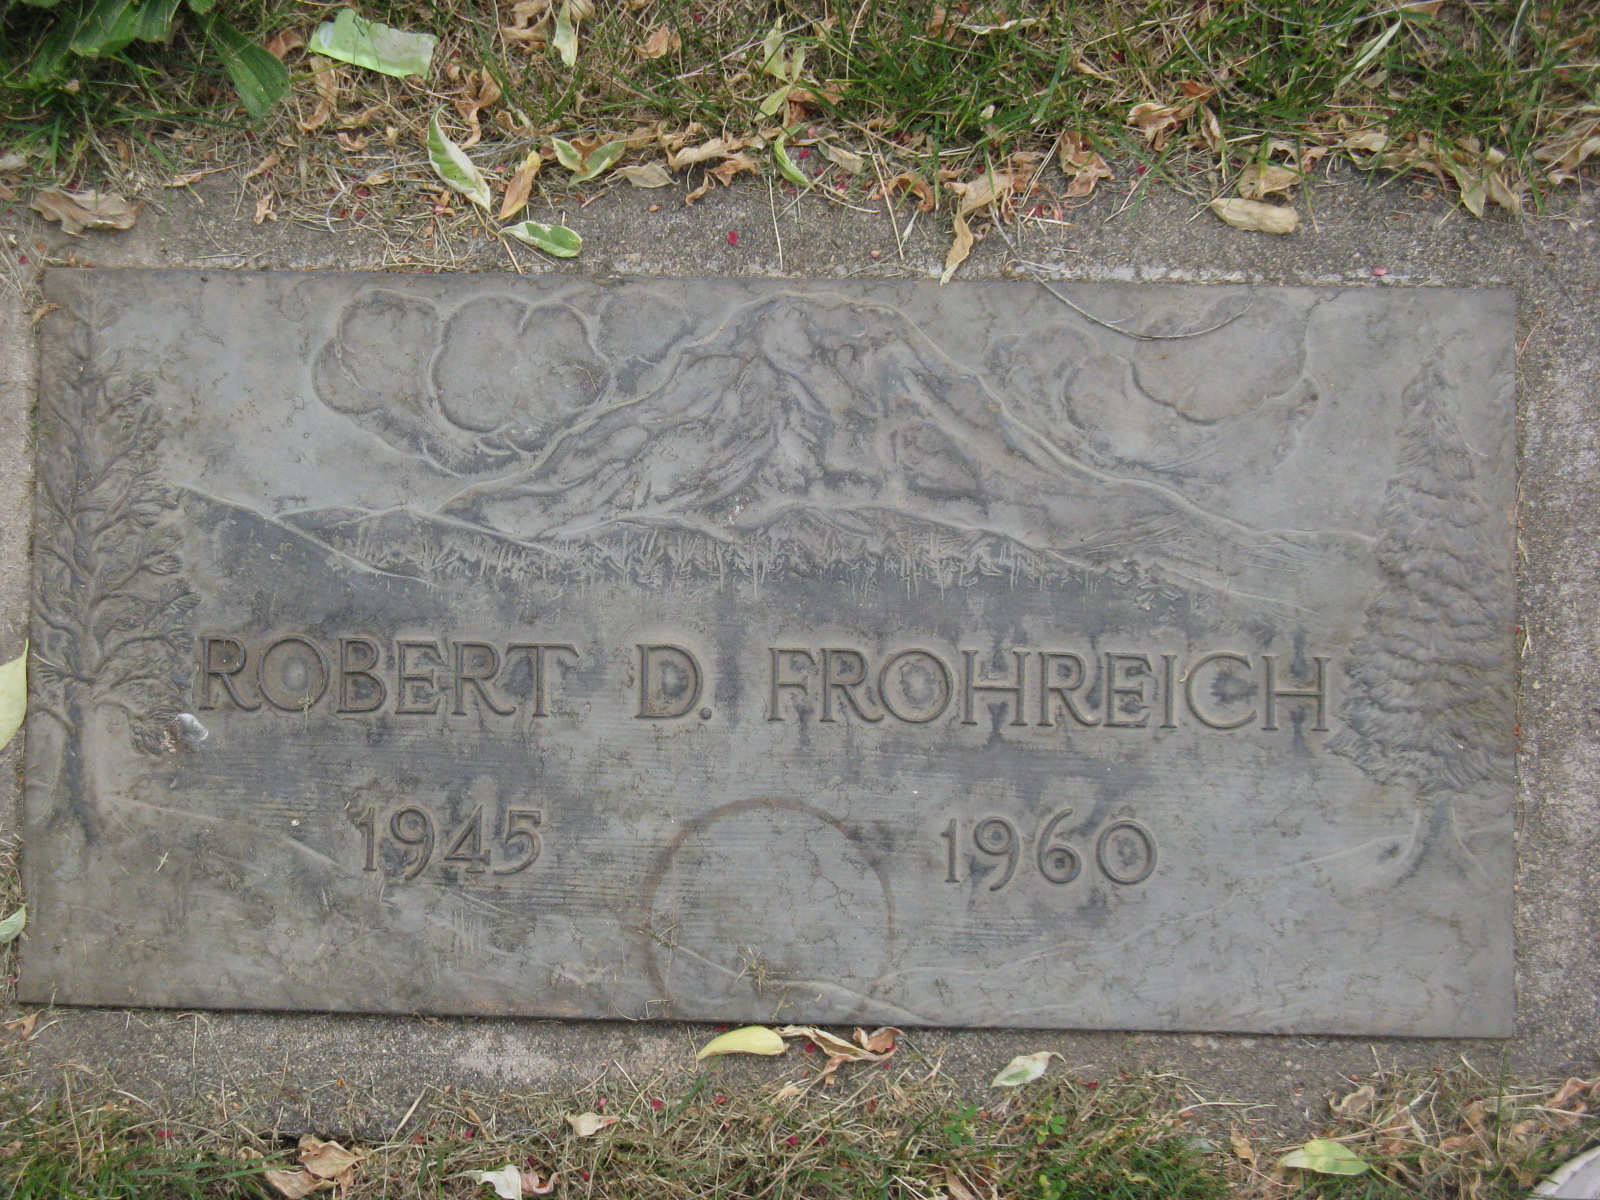 ROBERT D. FROHREICH
1945 1960